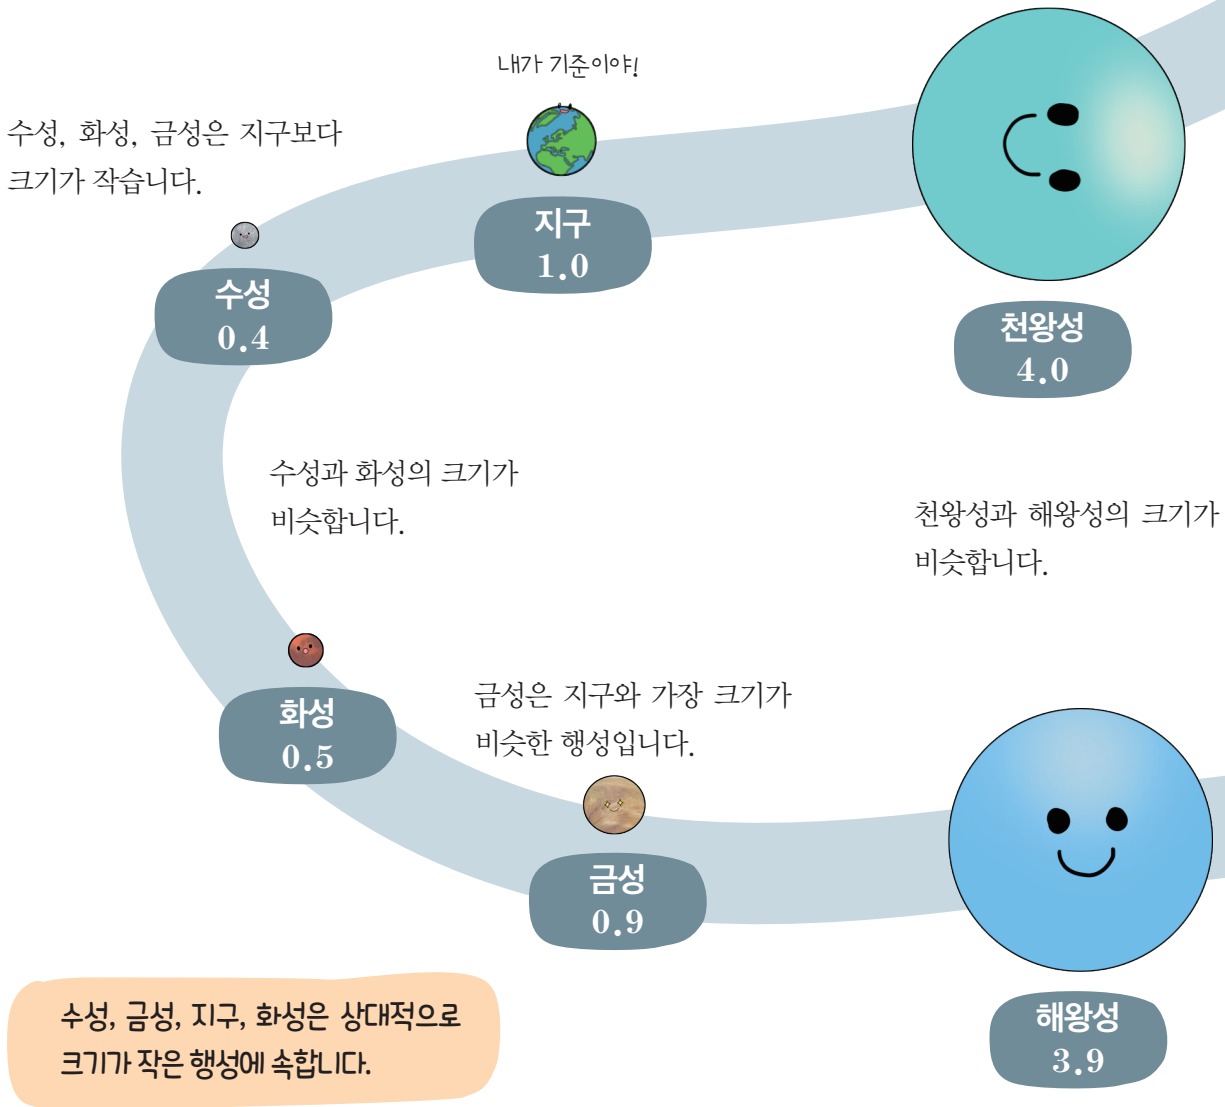 내가 기준이야!
수성, 화성, 금성은 지구보다
크기가 작습니다.
지구
1.0
수성
0.4
천왕성
4.0
수성과 화성의 크기가
비슷합니다.
천왕성과 해왕성의 크기가
비슷합니다.
화성
0.5
금성은 지구와 가장 크기가
비슷한 행성입니다.
금성
0.9
해왕성
3.9
수성, 금성, 지구, 화성은 상대적으로
크기가 작은 행성에 속합니다.